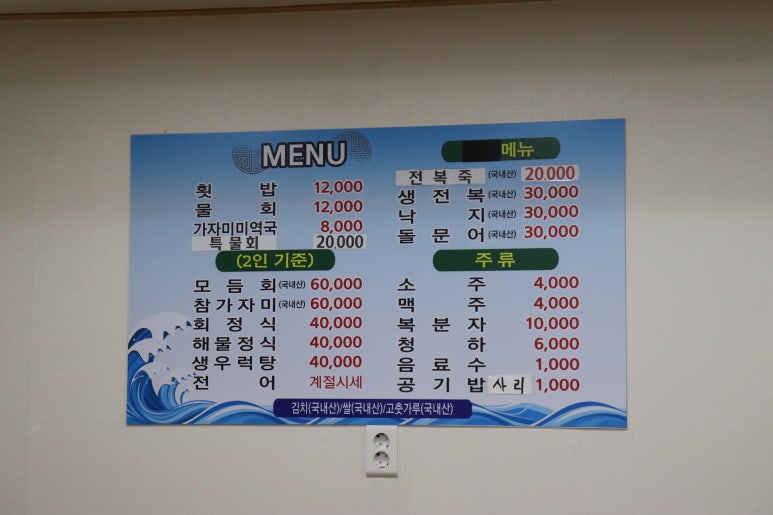 MENU
횟밥 12,000
물회 12,000
가자미미역국 8,000
특물회 20,000
(2인 기준)
모듬회(국내산) 60,000
참가자미(국내산) 60,000
회정식 40,000
해물정식 40,000
생우럭탕 40,000
전어 계절시세
메뉴
전복죽 (국내산) 20,000
생전복(국내산) 30,000
낙지(국내산) 30,000
돌문어(국내산) 30,000
주류
소주 4,000
맥주 4,000
복분자 10,000
청하 6,000
음료수 1,000
공기밥 사리 1,000
김치(국내산)/쌀(국내산)/고춧가루(국내산)